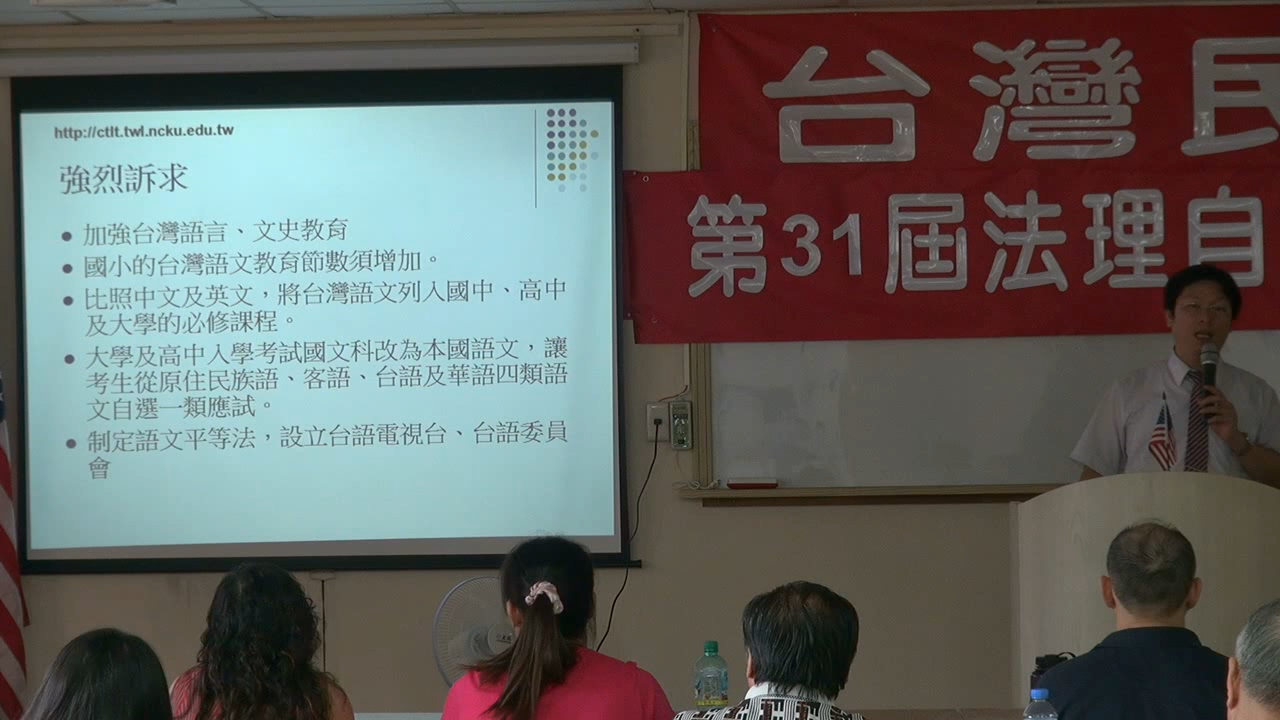 http://ctlt.twl.ncku.edu.tw
強烈訴求
● 加強台灣語言、文史教育
● 國小的台灣語文教育節數須增加。
● 比照中文及英文，將台灣語文列入國中、高中
及大學的必修課程。
● 大學及高中入學考試國文科改為本國語文，讓
考生從原住民族語、客語、台語及華語四類語
文自選一類應試。
● 制定語文平等法，設立台語電視台、台語委員
會
台灣民
第31屆法理自